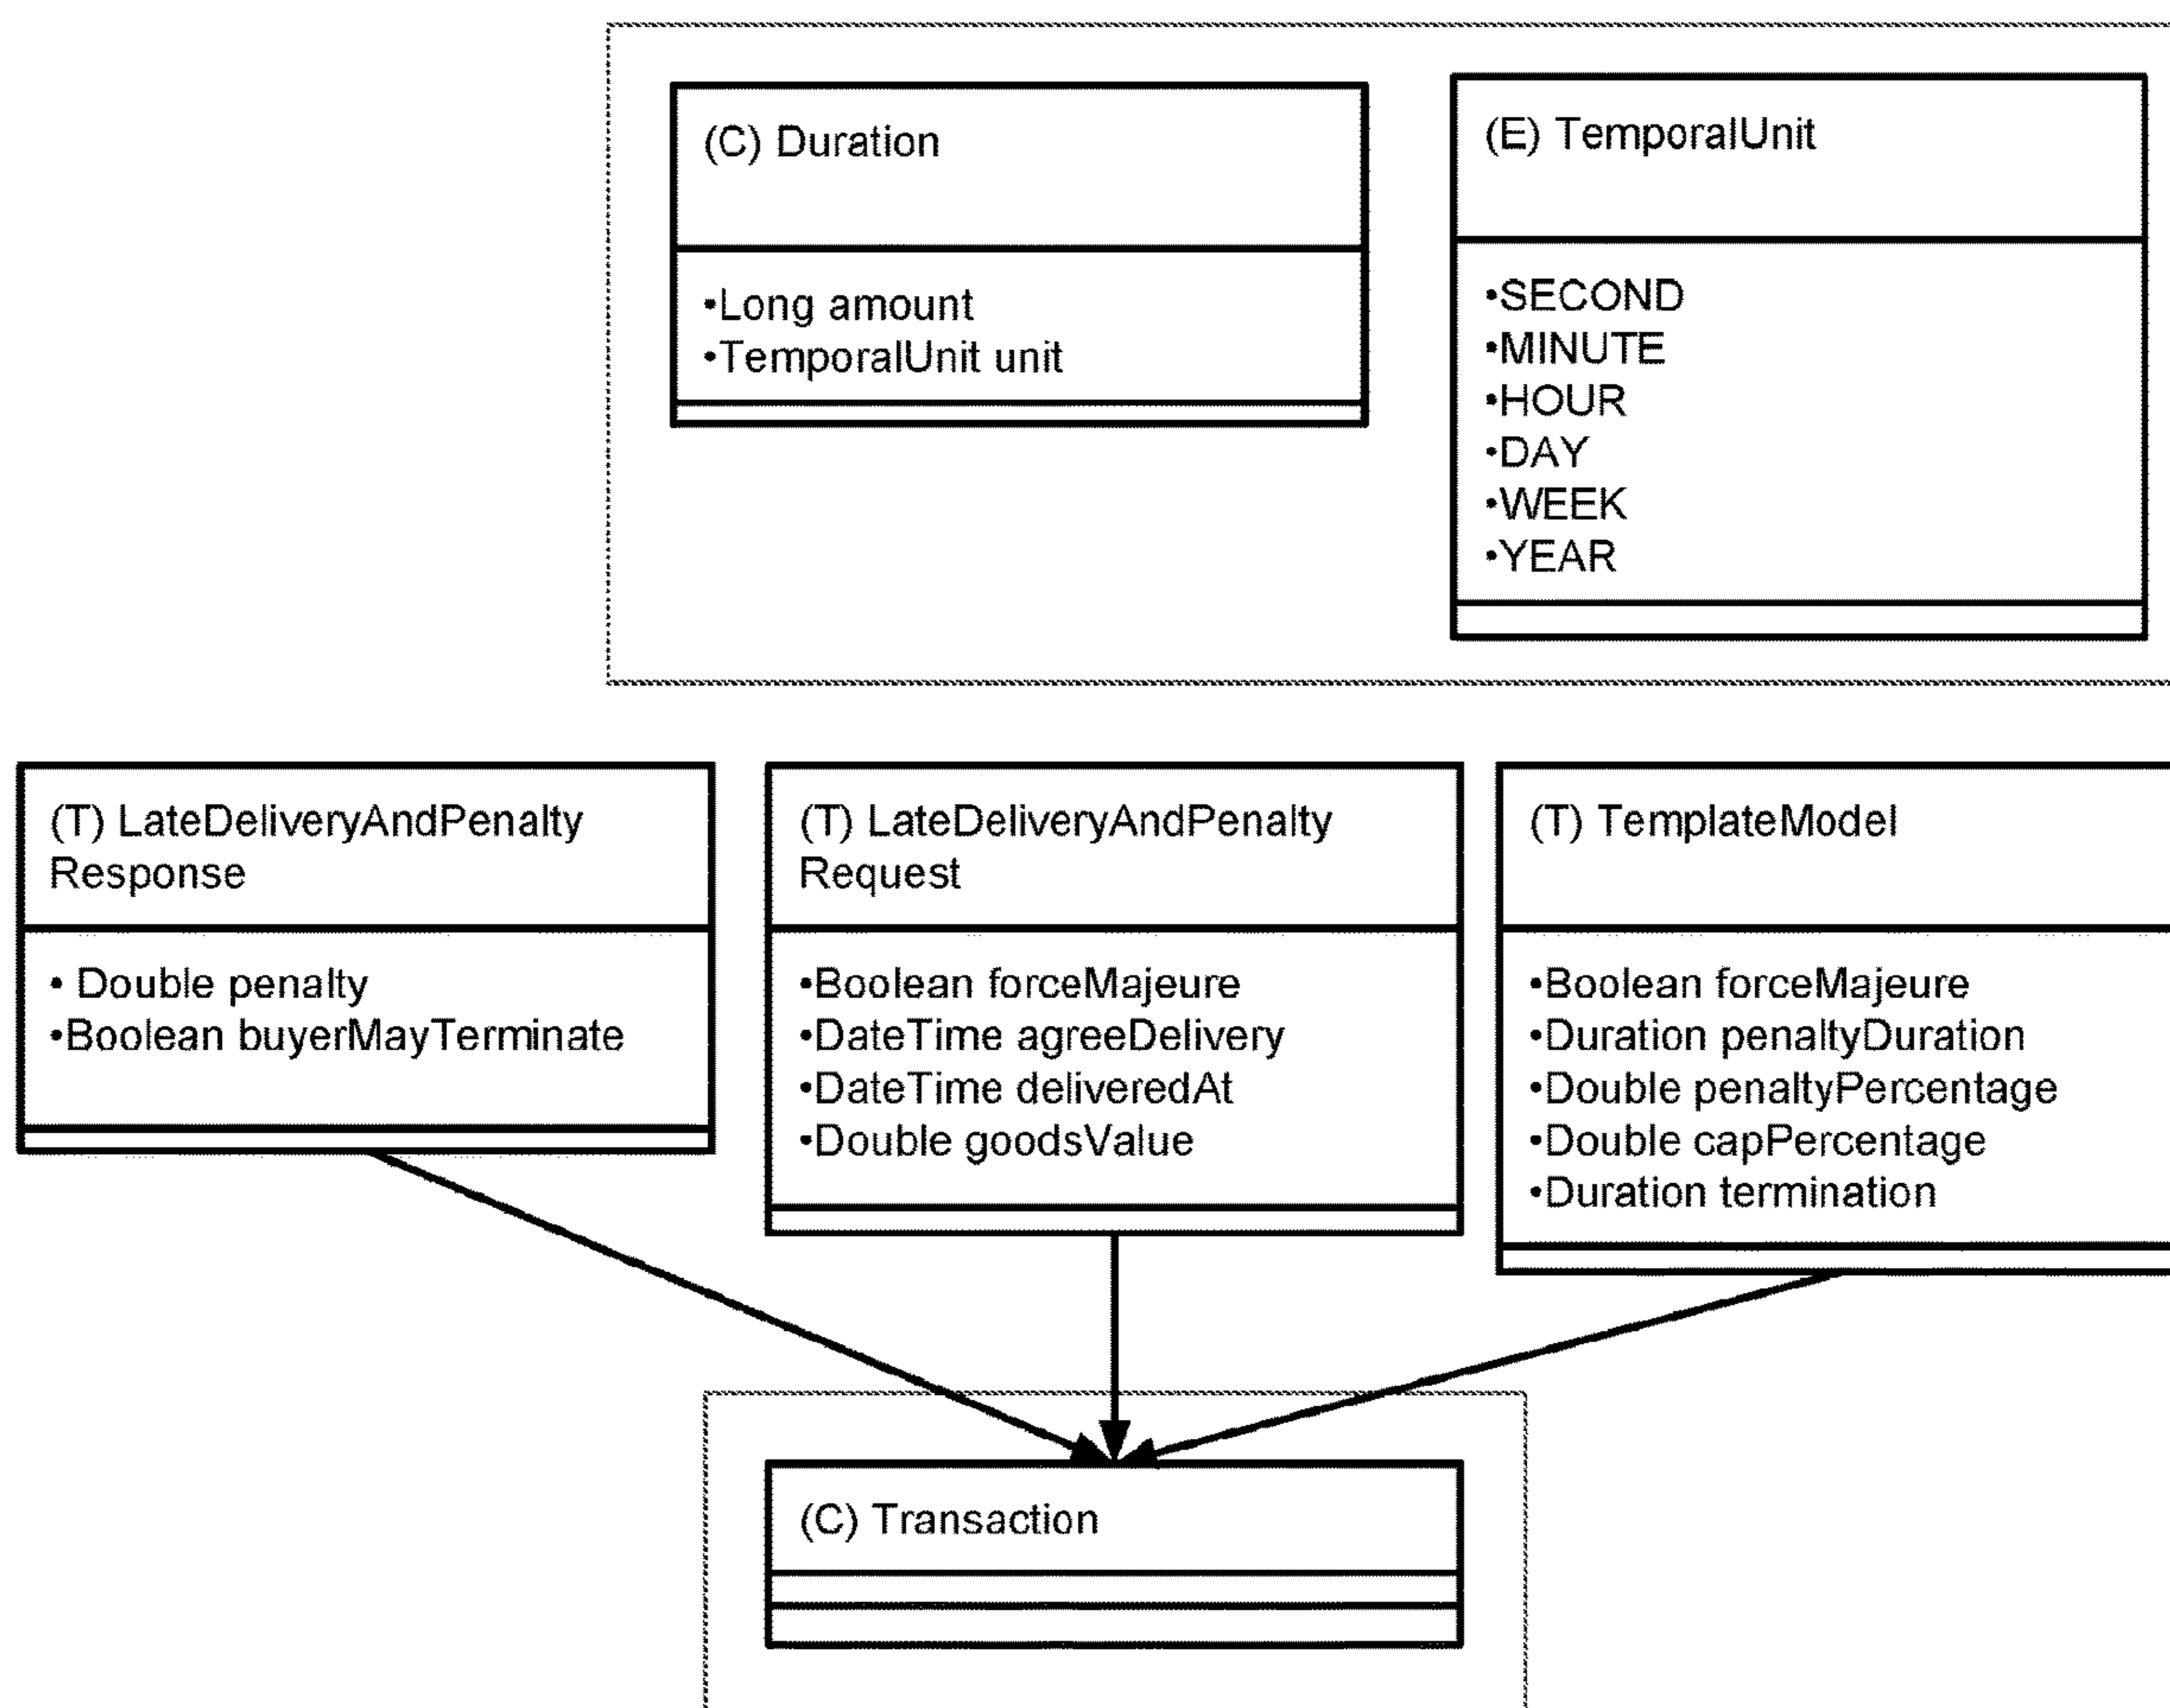 (C) Duration
•Long amount
•TemporalUnit unit
(E) TemporalUnit
•SECOND
•MINUTE
•HOUR
•DAY
•WEEK
•YEAR
(T) LateDeliveryAndPenalty
Response
• Double penalty
•Boolean buyerMayTerminate
(T) LateDeliveryAndPenalty
Request
•Boolean forceMajeure
•DateTime agreeDelivery
•DateTime deliveredAt
•Double goodsValue
(T) TemplateModel
•Boolean forceMajeure
•Duration penaltyDuration
•Double penaltyPercentage
•Double capPercentage
•Duration termination
(C) Transaction